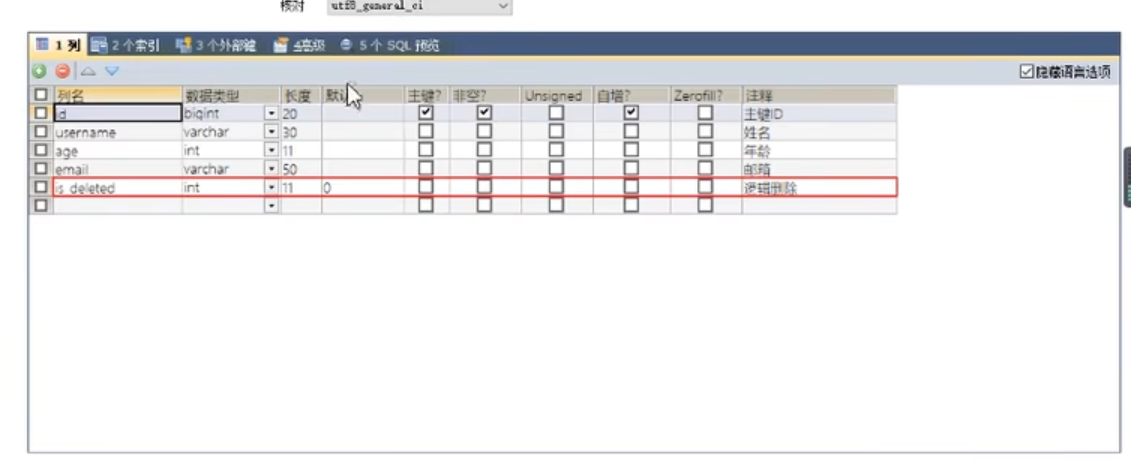 核对 utf8_general_ci
1 列 2 个索引 3 个外部键 4高级 5 个 SQL 预览
隐藏语言选项
列名 数据类型 长度 默认 主键? 非空? Unsigned 自增? Zerofill? 注释
id bigint 20 主键ID
username varchar 30 姓名
age int 11 年龄
email varchar 50 邮箱
is_deleted int 11 0 逻辑删除